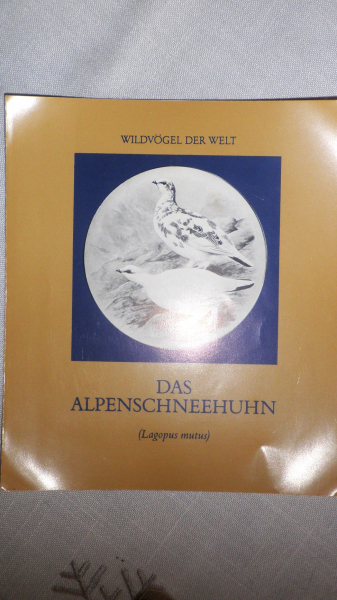 WILDVÖGEL DER WELT
DAS
ALPENSCHNEEHUHN
(Lagopus mutus)